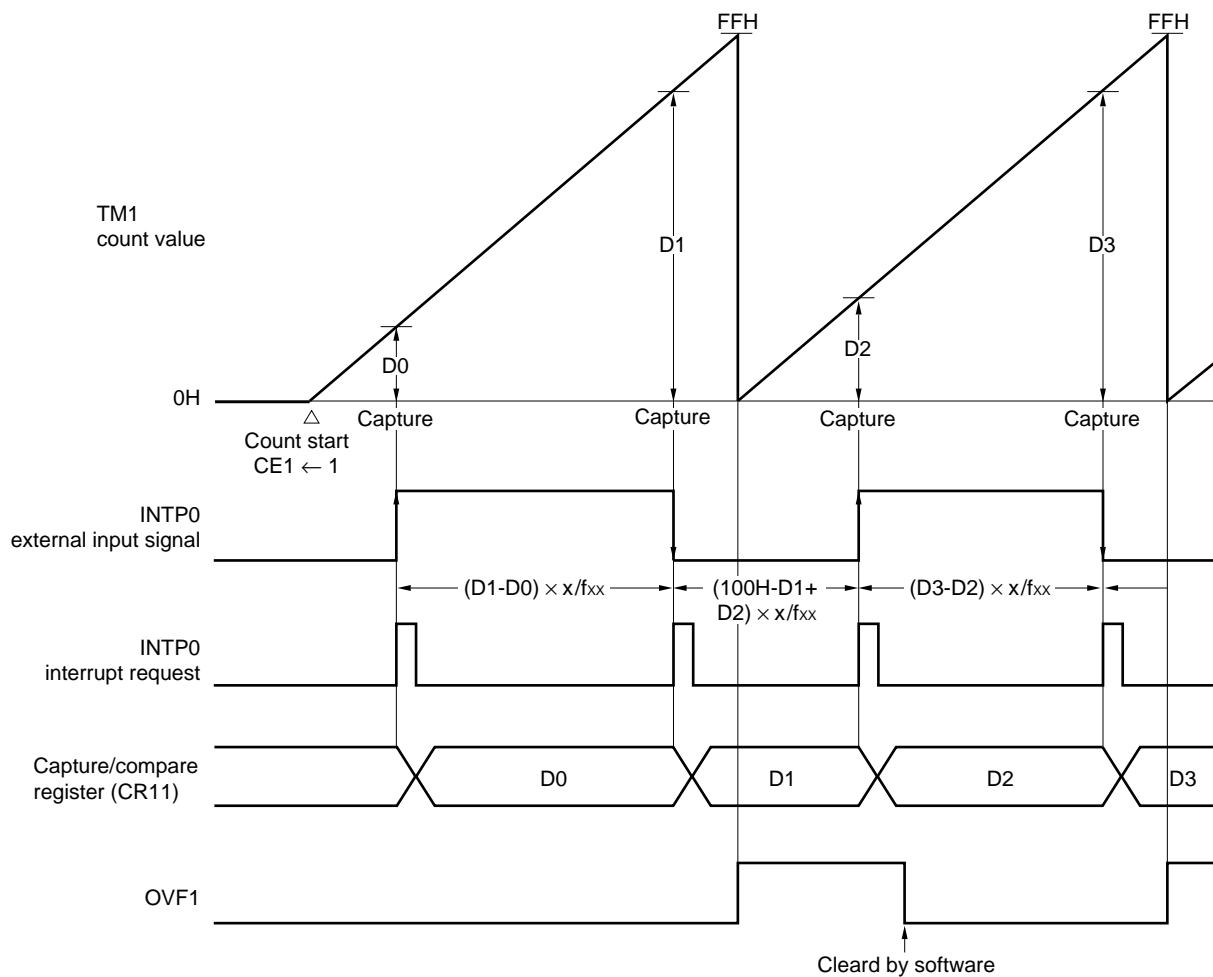 FFH
FFH
TM1
count value
D1
D3
D0
D2
0H
Capture
Capture
Capture
Capture
△
Count start
CE1 ← 1
INTP0
external input signal
(D1-D0) × x/fxx
(100H-D1+
D2) × x/fxx
(D3-D2) × x/fxx
INTP0
interrupt request
Capture/compare
register (CR11)
D0
D1
D2
D3
OVF1
Cleard by software